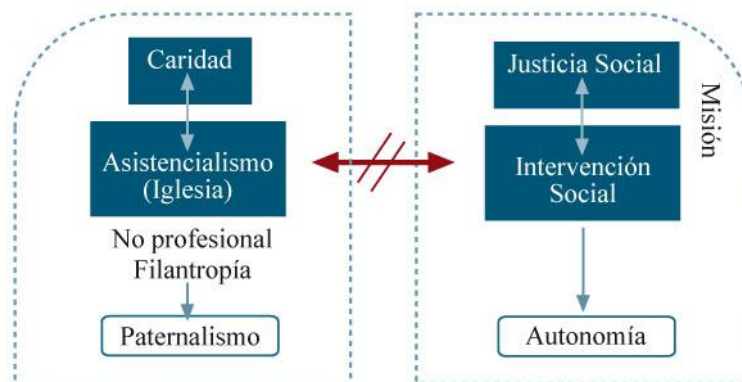 Caridad
Asistencialismo
(Iglesia)
No profesional
Filantropía
Paternalismo
Justicia Social
Misión
Intervención
Social
Autonomía